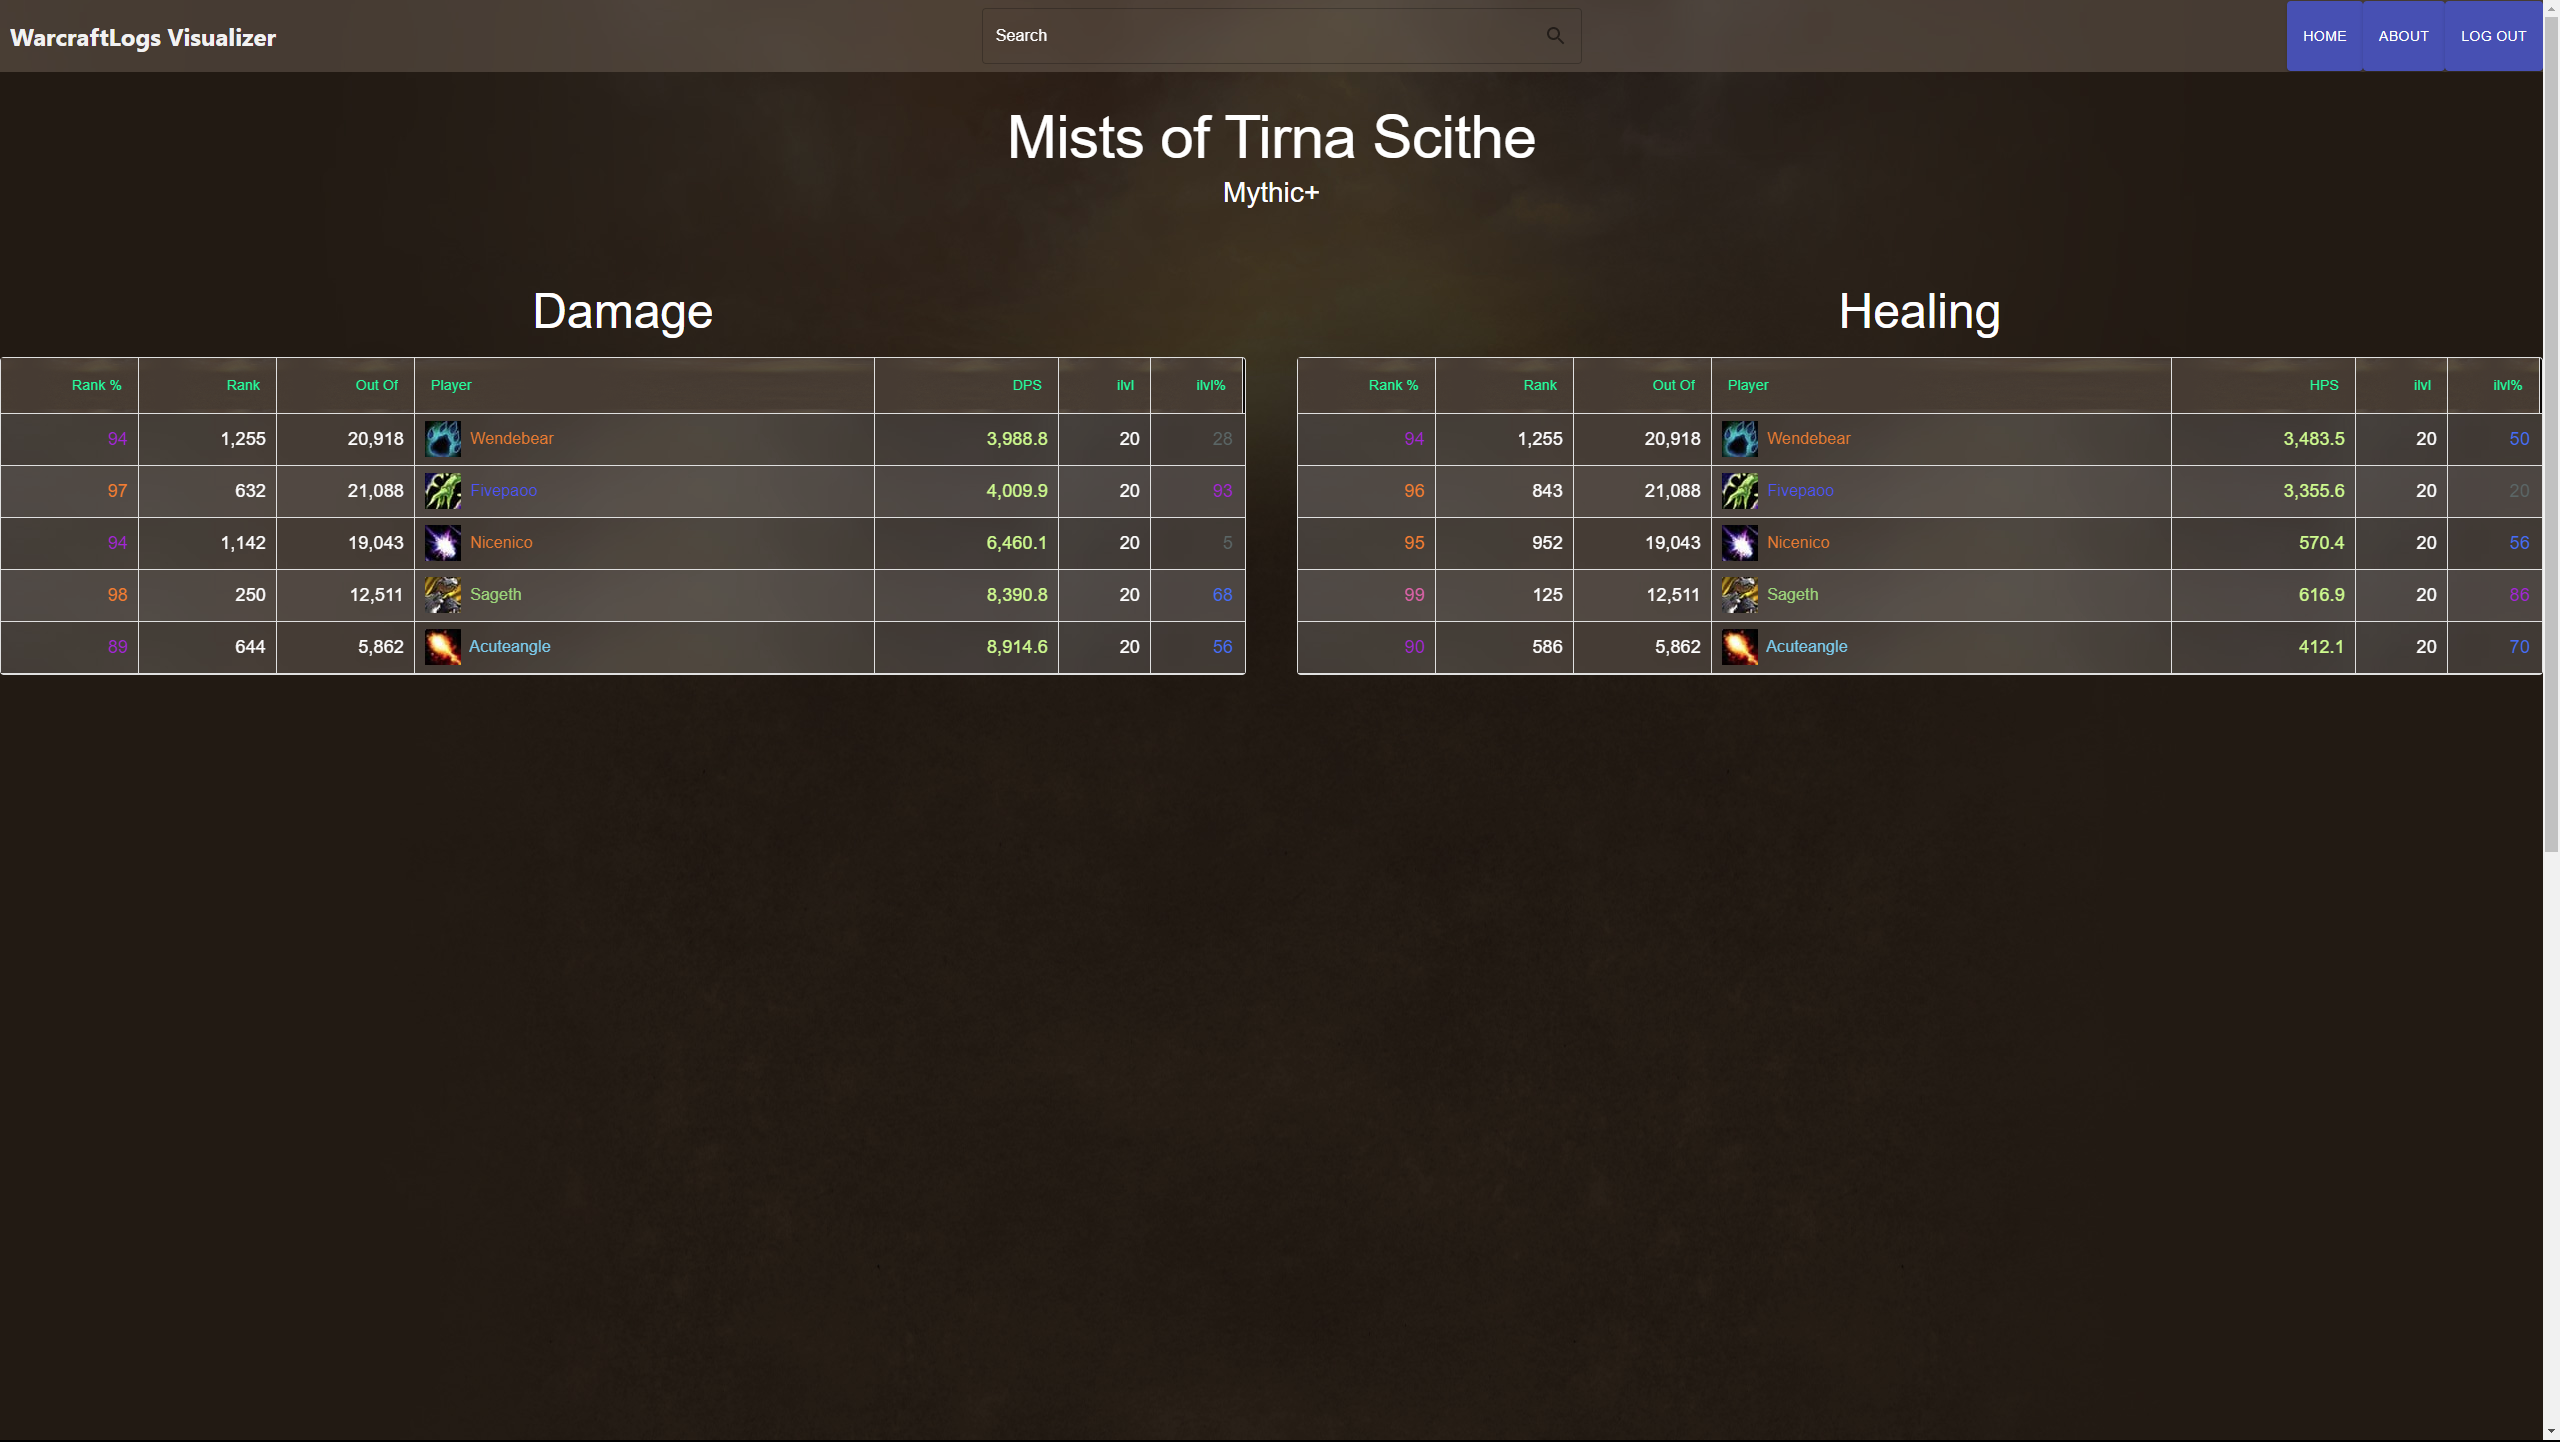 WarcraftLogs Visualizer
Search
HOME ABOUT LOG OUT
Mists of Tirna Scithe
Mythic+
Damage
Rank % Rank Out Of Player DPS ilvl ilvl%
94 1,255 20,918 Wendebear 3,988.8 20 28
97 632 21,088 Fivepaoo 4,009.9 20 93
94 1,142 19,043 Nicenico 6,460.1 20 5
98 250 12,511 Sageth 8,390.8 20 68
89 644 5,862 Acuteangle 8,914.6 20 56
Healing
Rank % Rank Out Of Player HPS ilvl ilvl%
94 1,255 20,918 Wendebear 3,483.5 20 50
96 843 21,088 Fivepaoo 3,355.6 20 20
95 952 19,043 Nicenico 570.4 20 56
99 125 12,511 Sageth 616.9 20 86
90 586 5,862 Acuteangle 412.1 20 70